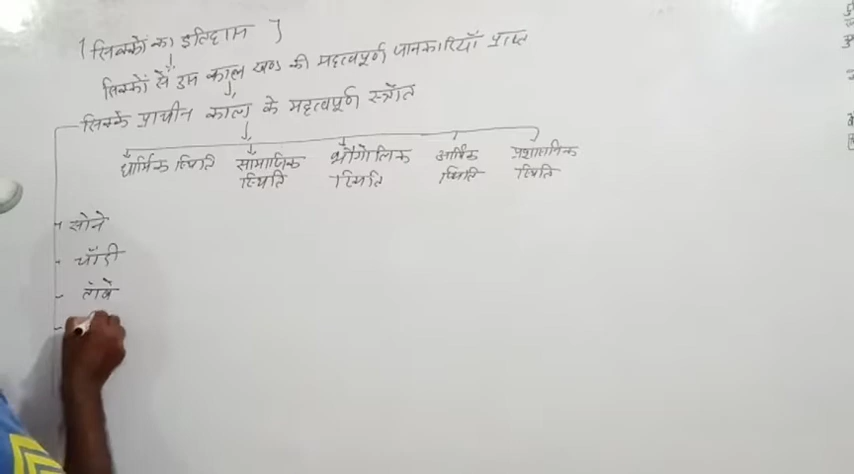 [सिक्कों का इतिहास]
सिक्कों से उस काल खण्ड की महत्वपूर्ण जानकारियाँ प्राप्त
सिक्के प्राचीन काल के महत्वपूर्ण स्त्रोत
धार्मिक स्थिति सामाजिक स्थिति भौगोलिक स्थिति आर्थिक स्थिति प्रशासनिक स्थिति
- सोने
- चाँदी
- तांबे
-